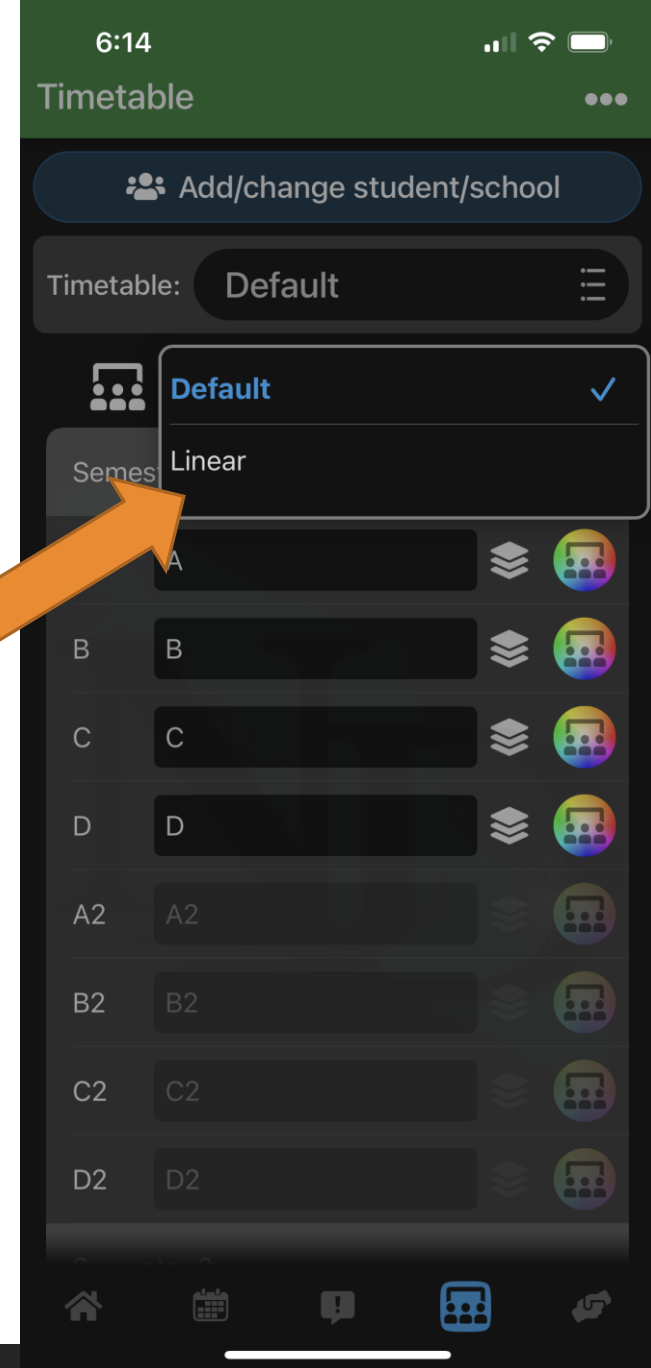 6:14
Timetable
Add/change student/school
Timetable: Default
Default
Linear
Semes
A
B B
C C
D D
A2 A2
B2 B2
C2 C2
D2 D2